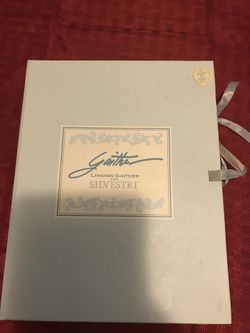 Gaither
LYNDON GAITHER
FOR
SILVESTRI®